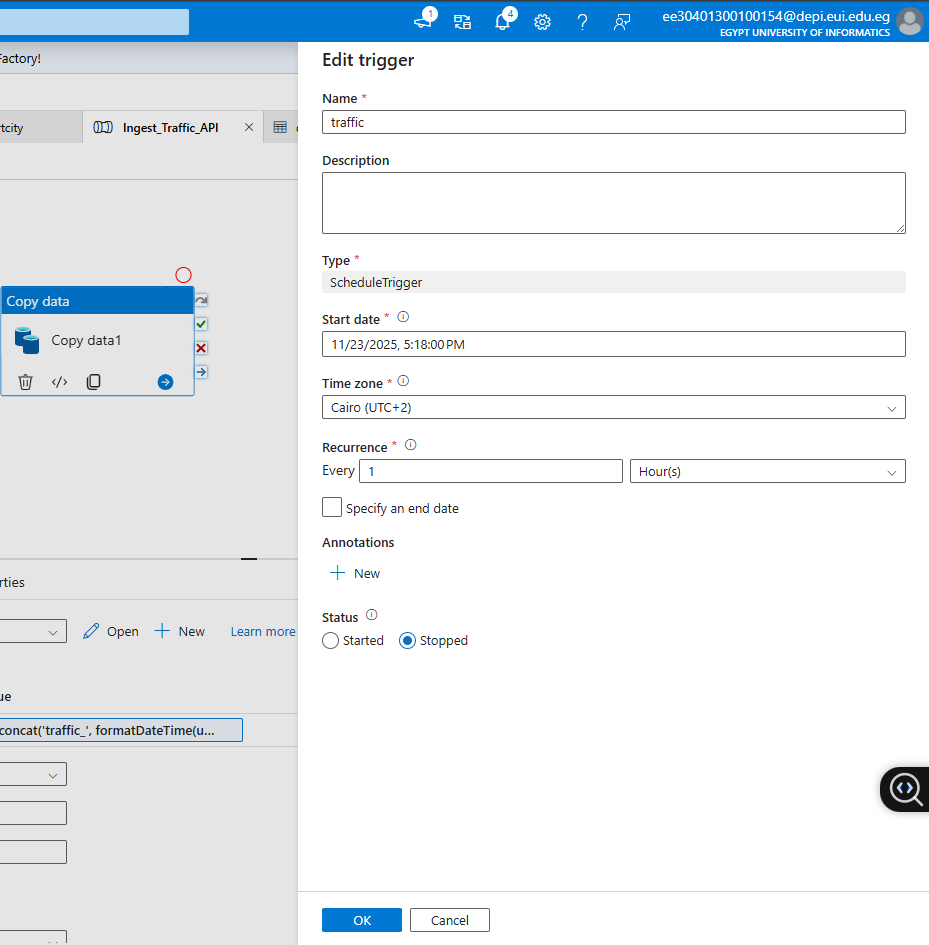 1
4
ee30401300100154@depi.eui.edu.eg
EGYPT UNIVERSITY OF INFORMATICS
Factory!
rtcity
Ingest_Traffic_API
Copy data
Copy data1
rties
Open
New
Learn more
ue
concat('traffic_', formatDateTime(u...
Edit trigger
Name *
traffic
Description
Type *
ScheduleTrigger
Start date *
11/23/2025, 5:18:00 PM
Time zone *
Cairo (UTC+2)
Recurrence *
Every 1 Hour(s)
Specify an end date
Annotations
New
Status
Started Stopped
OK Cancel